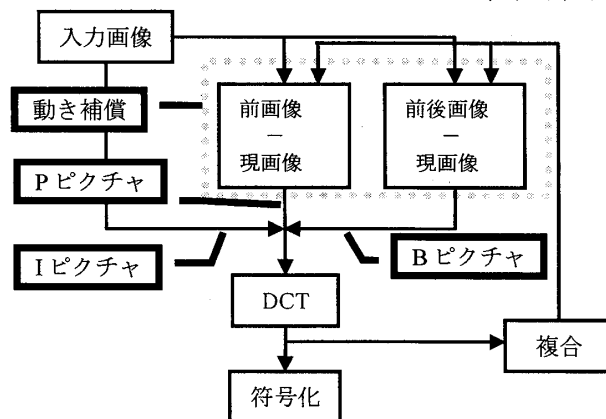 入力画像
動き補償
前画像
－
現画像
前後画像
－
現画像
Pピクチャ
Iピクチャ
Bピクチャ
DCT
複合
符号化